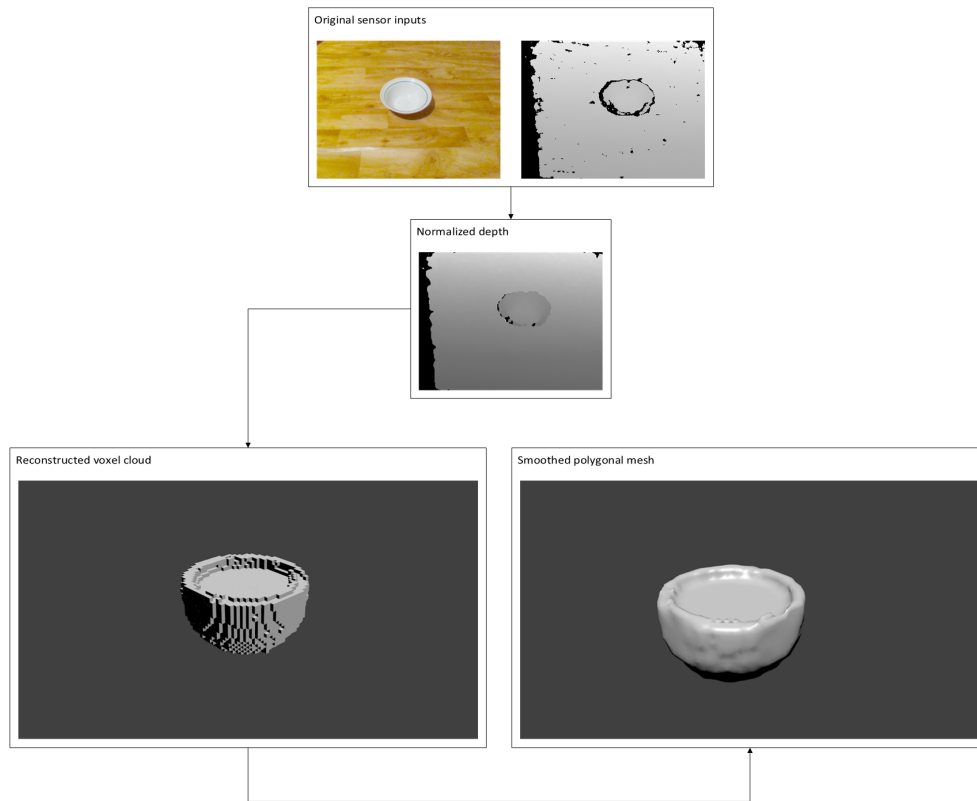 Original sensor inputs
Normalized depth
Reconstructed voxel cloud
Smoothed polygonal mesh